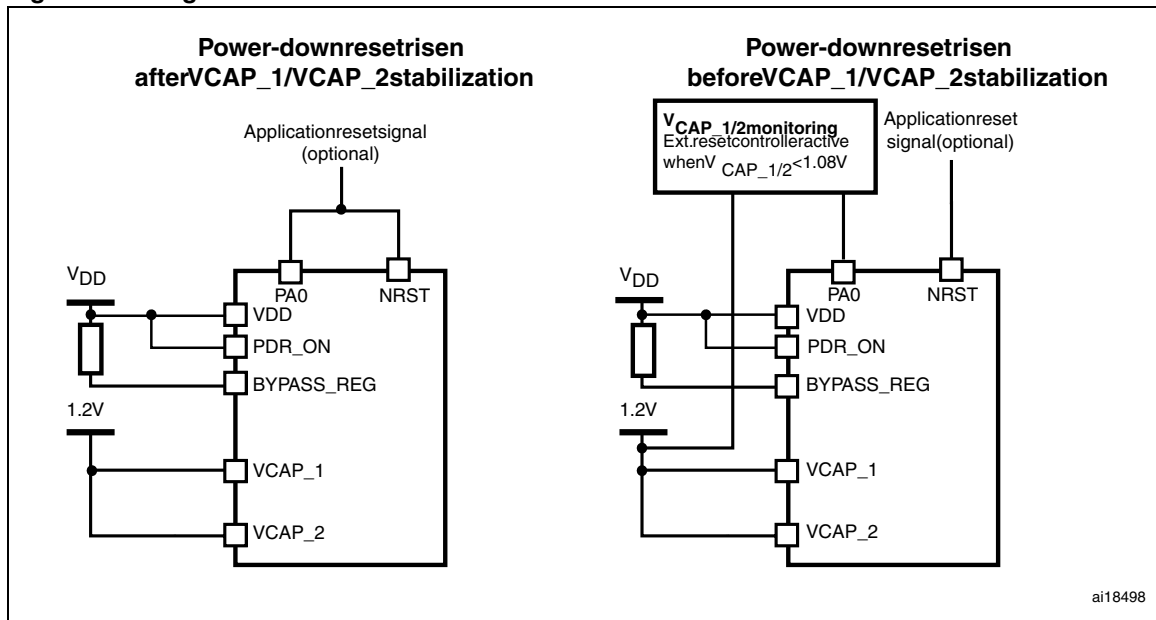 Power-downresetrisen
afterVCAP_1/VCAP_2stabilization
Applicationresetsignal
(optional)
VDD
PA0
NRST
VDD
PDR_ON
BYPASS_REG
1.2V
VCAP_1
VCAP_2
Power-downresetrisen
beforeVCAP_1/VCAP_2stabilization
VCAP_1/2monitoring
Ext.resetcontrolleractive
whenV CAP_1/2<1.08V
Applicationreset
signal(optional)
VDD
PA0
NRST
VDD
PDR_ON
BYPASS_REG
1.2V
VCAP_1
VCAP_2
ai18498